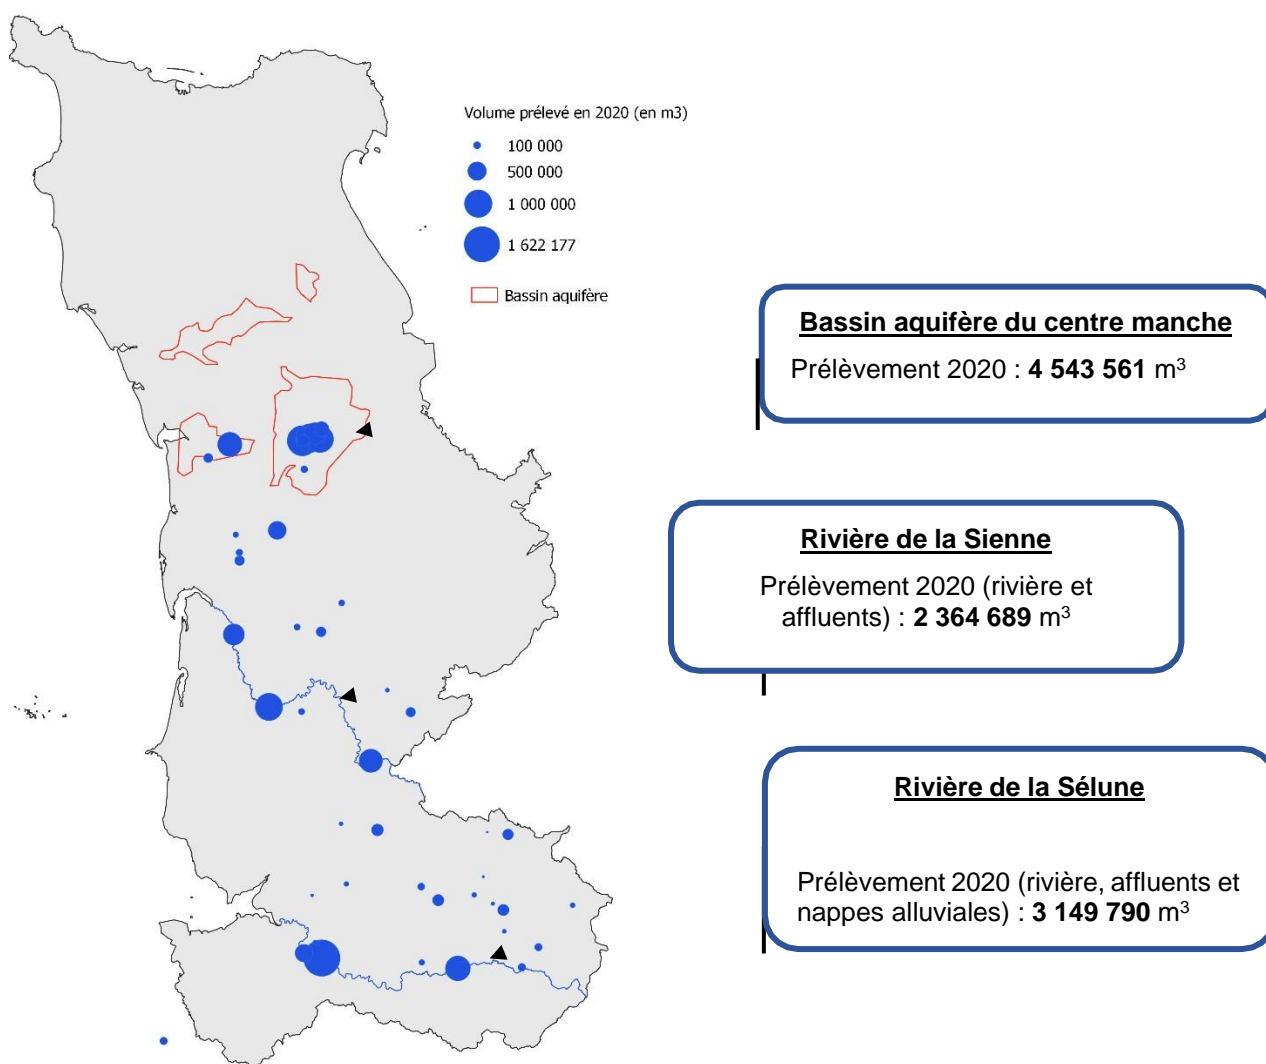 Volume prélevé en 2020 (en m3)
100 000
500 000
1 000 000
1 622 177
Bassin aquifère
Bassin aquifère du centre manche
Prélèvement 2020 : 4 543 561 m³
Rivière de la Sienne
Prélèvement 2020 (rivière et
affluents) : 2 364 689 m³
Rivière de la Sélune
Prélèvement 2020 (rivière, affluents et
nappes alluviales) : 3 149 790 m³